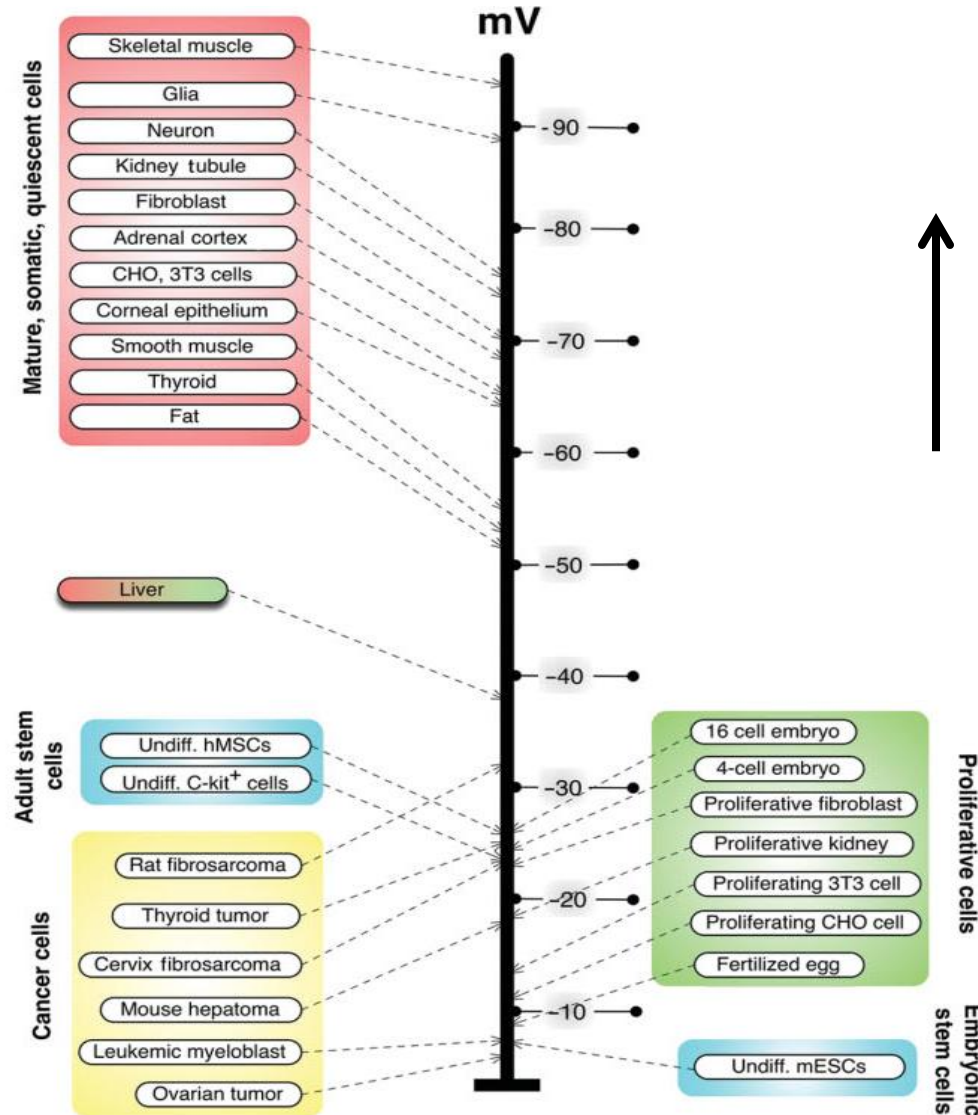 mV
Mature, somatic, quiescent cells
Skeletal muscle
Glia
Neuron
Kidney tubule
Fibroblast
Adrenal cortex
CHO, 3T3 cells
Corneal epithelium
Smooth muscle
Thyroid
Fat
-90
-80
-70
-60
-50
-40
-30
-20
-10
Liver
Adult stem
cells
Undiff. hMSCs
Undiff. C-kit+ cells
Cancer cells
Rat fibrosarcoma
Thyroid tumor
Cervix fibrosarcoma
Mouse hepatoma
Leukemic myeloblast
Ovarian tumor
16 cell embryo
4-cell embryo
Proliferative fibroblast
Proliferative kidney
Proliferating 3T3 cell
Proliferating CHO cell
Fertilized egg
Proliferative cells
Undiff. mESCs
Embryonic
stem cells